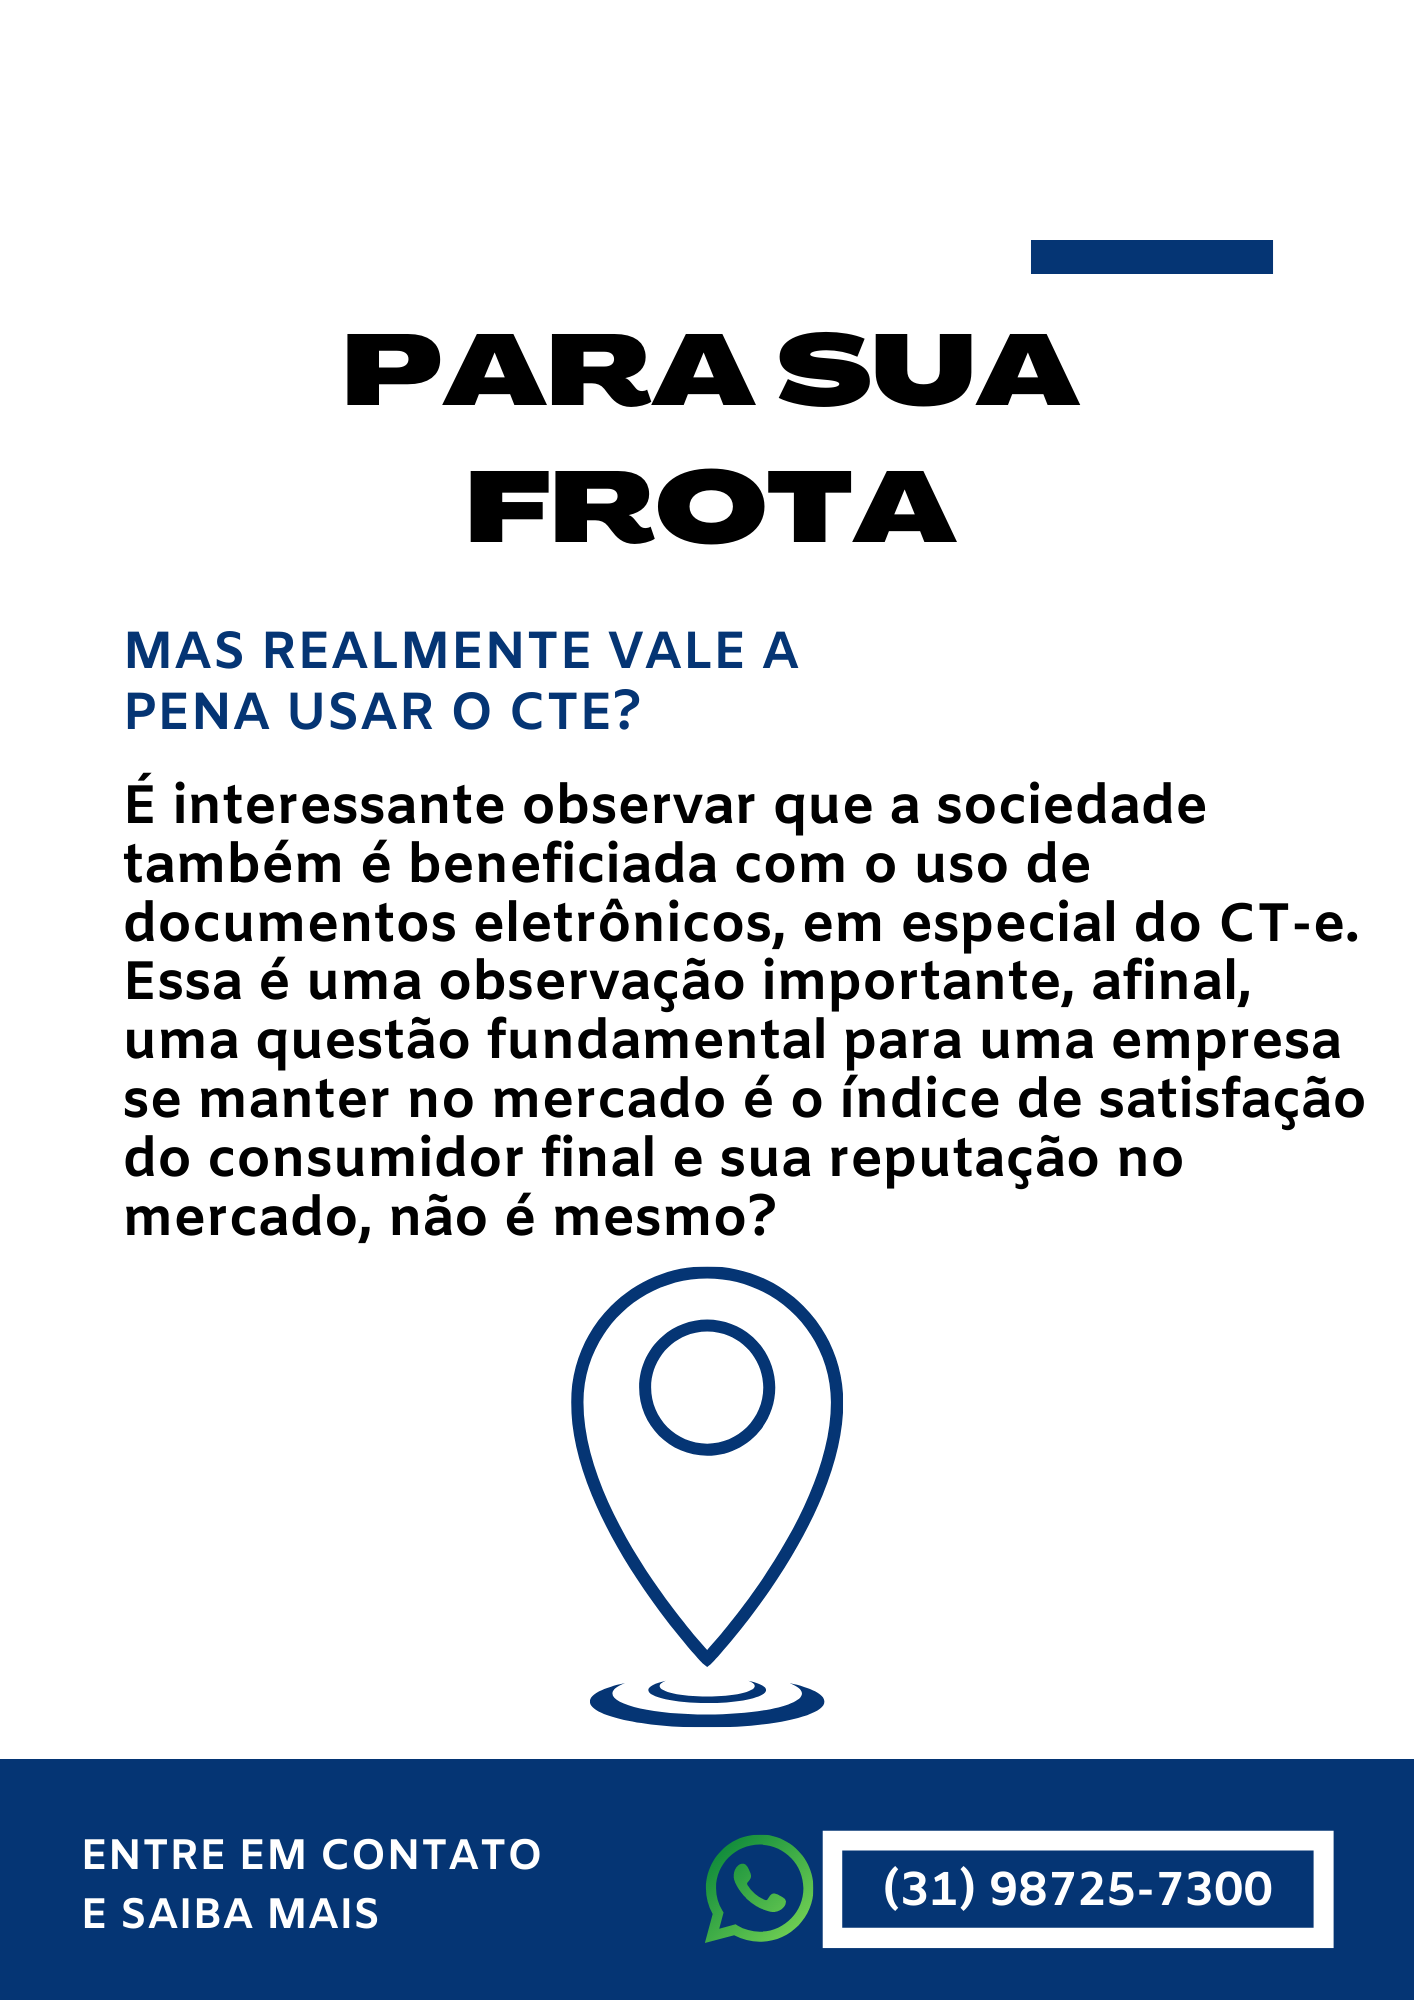 PARA SUA
FROTA
MAS REALMENTE VALE A
PENA USAR O CTE?
É interessante observar que a sociedade
também é beneficiada com o uso de
documentos eletrônicos, em especial do CT-e.
Essa é uma observação importante, afinal,
uma questão fundamental para uma empresa
se manter no mercado é o índice de satisfação
do consumidor final e sua reputação no
mercado, não é mesmo?
ENTRE EM CONTATO
E SAIBA MAIS
(31) 98725-7300